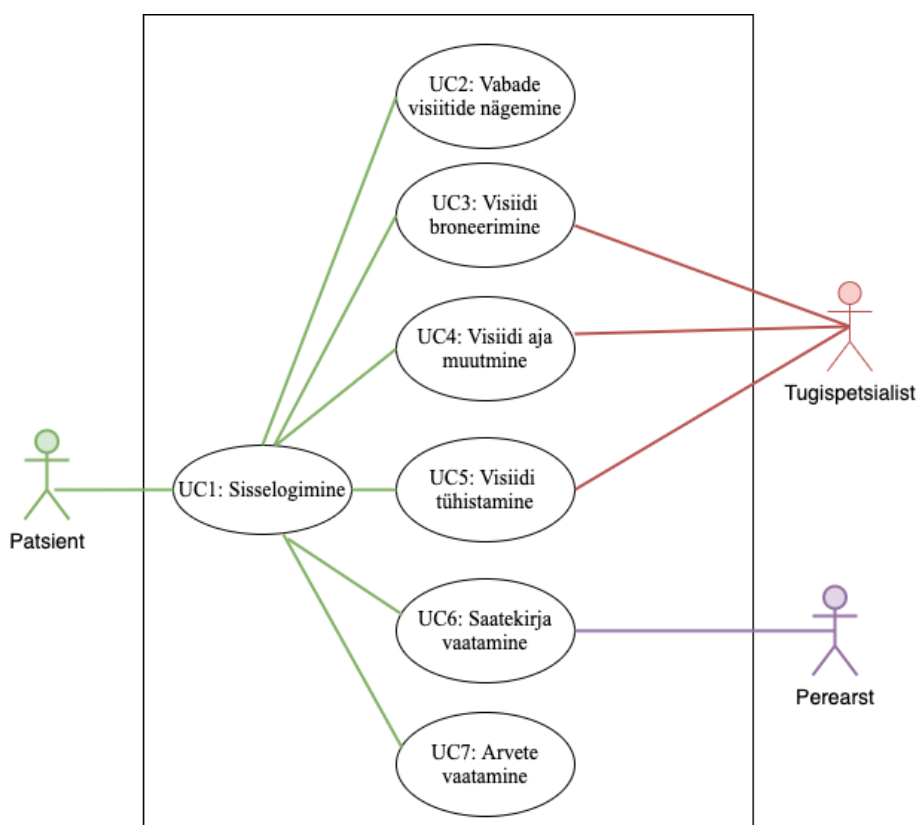 UC2: Vabade
visiitide nägemine
UC3: Visiidi
broneerimine
UC4: Visiidi aja
muutmine
Tugispetsialist
UC1: Sisselogimine
UC5: Visiidi
tühistamine
Patsient
UC6: Saatekirja
vaatamine
Perearst
UC7: Arvete
vaatamine